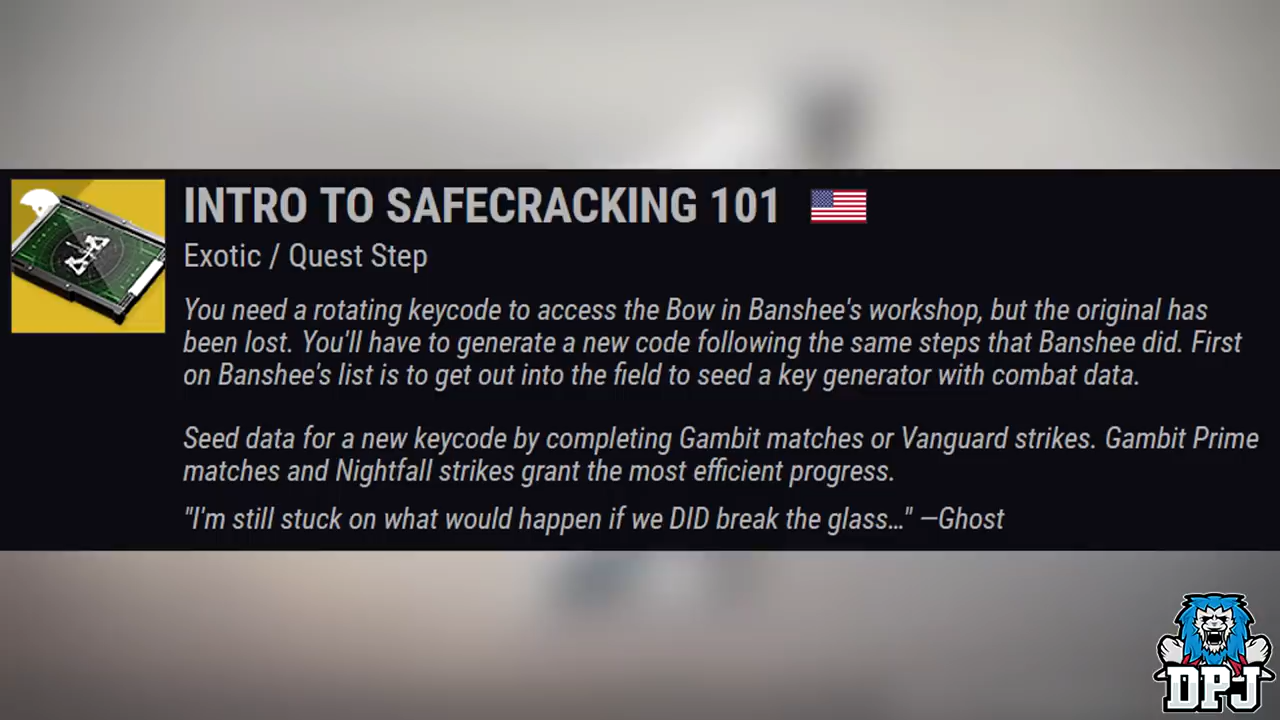 INTRO TO SAFECRACKING 101
Exotic / Quest Step
You need a rotating keycode to access the Bow in Banshee's workshop, but the original has
been lost. You'll have to generate a new code following the same steps that Banshee did. First
on Banshee's list is to get out into the field to seed a key generator with combat data.
Seed data for a new keycode by completing Gambit matches or Vanguard strikes. Gambit Prime
matches and Nightfall strikes grant the most efficient progress.
"I'm still stuck on what would happen if we DID break the glass…" —Ghost
DPJ